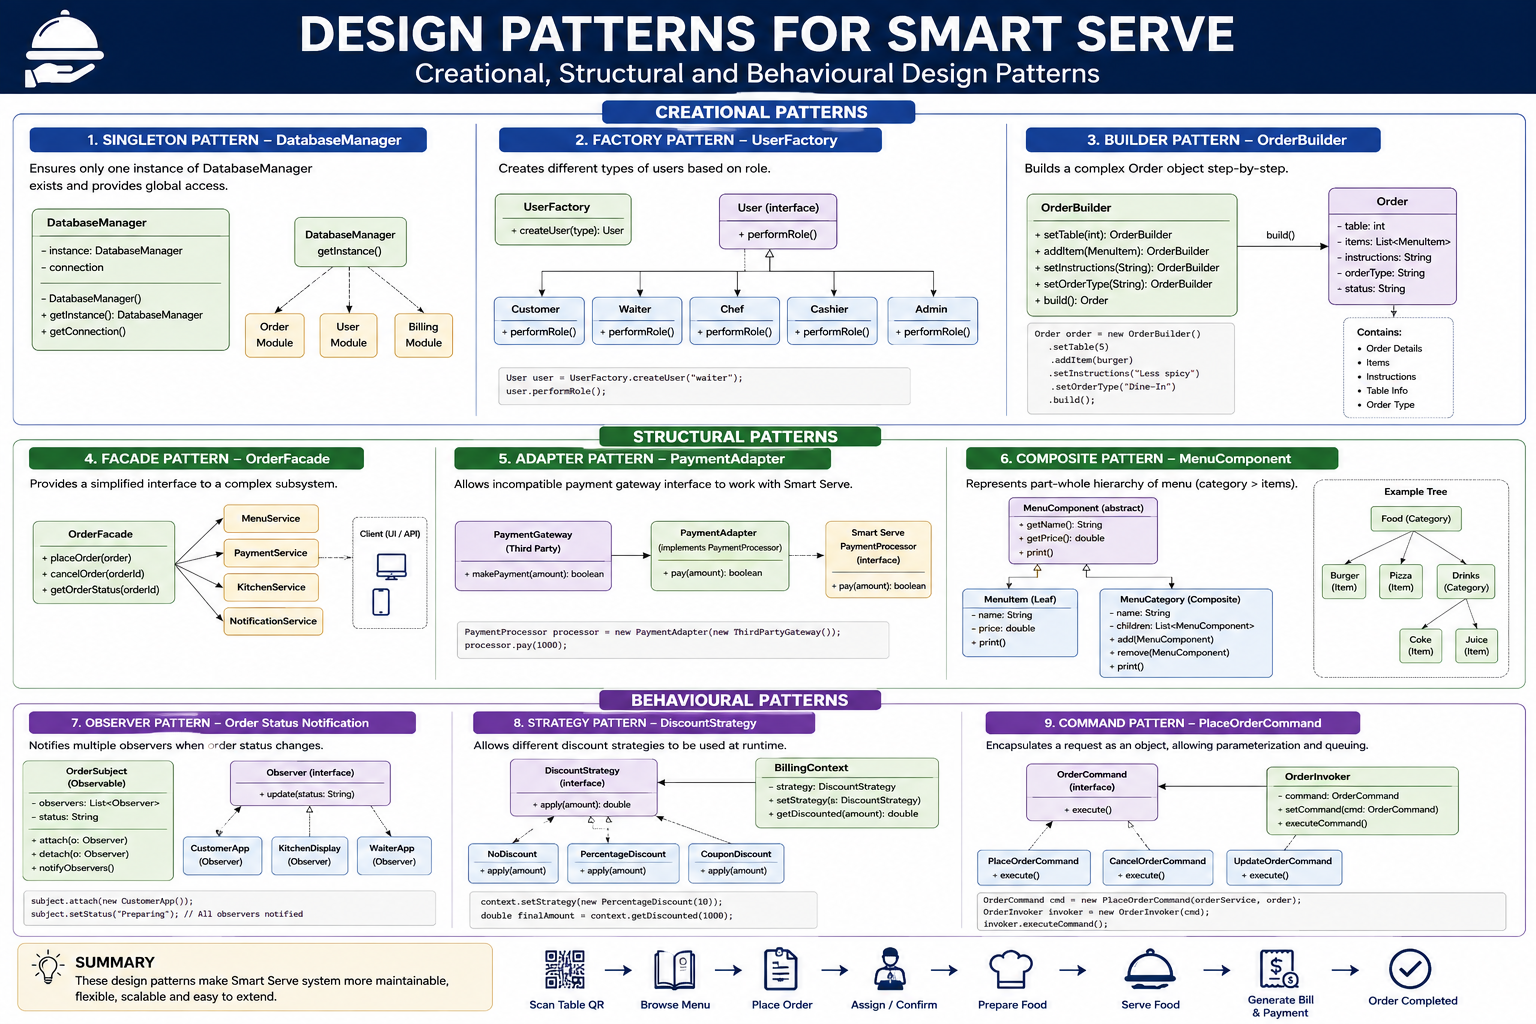 DESIGN PATTERNS FOR SMART SERVE
Creational, Structural and Behavioural Design Patterns
CREATIONAL PATTERNS
1. SINGLETON PATTERN – DatabaseManager
Ensures only one instance of DatabaseManager
exists and provides global access.
DatabaseManager
– instance: DatabaseManager
– connection
– DatabaseManager()
+ getInstance(): DatabaseManager
+ getConnection()
DatabaseManager
getInstance()
Order
Module
User
Module
Billing
Module
2. FACTORY PATTERN – UserFactory
Creates different types of users based on role.
UserFactory
+ createUser(type): User
User (interface)
+ performRole()
Customer
+ performRole()
Waiter
+ performRole()
Chef
+ performRole()
Cashier
+ performRole()
Admin
+ performRole()
User user = UserFactory.createUser("waiter");
user.performRole();
3. BUILDER PATTERN – OrderBuilder
Builds a complex Order object step-by-step.
OrderBuilder
+ setTable(int): OrderBuilder
+ addItem(MenuItem): OrderBuilder
+ setInstructions(String): OrderBuilder
+ setOrderType(String): OrderBuilder
+ build(): Order
build()
Order
– table: int
– items: List<MenuItem>
– instructions: String
– orderType: String
– status: String
Order order = new OrderBuilder()
.setTable(5)
.addItem(burger)
.setInstructions("Less spicy")
.setOrderType("Dine-In")
.build();
Contains:
• Order Details
• Items
• Instructions
• Table Info
• Order Type
STRUCTURAL PATTERNS
4. FACADE PATTERN – OrderFacade
Provides a simplified interface to a complex subsystem.
OrderFacade
+ placeOrder(order)
+ cancelOrder(orderId)
+ getOrderStatus(orderId)
MenuService
PaymentService
KitchenService
NotificationService
Client (UI / API)
5. ADAPTER PATTERN – PaymentAdapter
Allows incompatible payment gateway interface to work with Smart Serve.
PaymentGateway
(Third Party)
+ makePayment(amount): boolean
PaymentAdapter
(implements PaymentProcessor)
+ pay(amount): boolean
Smart Serve
PaymentProcessor
(interface)
+ pay(amount): boolean
PaymentProcessor processor = new PaymentAdapter(new ThirdPartyGateway());
processor.pay(1000);
6. COMPOSITE PATTERN – MenuComponent
Represents part-whole hierarchy of menu (category > items).
MenuComponent (abstract)
+ getName(): String
+ getPrice(): double
+ print()
MenuItem (Leaf)
– name: String
– price: double
+ print()
MenuCategory (Composite)
– name: String
– children: List<MenuComponent>
+ add(MenuComponent)
+ remove(MenuComponent)
+ print()
Example Tree
Food (Category)
Burger
(Item)
Pizza
(Item)
Drinks
(Category)
Coke
(Item)
Juice
(Item)
BEHAVIOURAL PATTERNS
7. OBSERVER PATTERN – Order Status Notification
Notifies multiple observers when order status changes.
OrderSubject
(Observable)
– observers: List<Observer>
– status: String
+ attach(o: Observer)
+ detach(o: Observer)
+ notifyObservers()
Observer (interface)
+ update(status: String)
CustomerApp
(Observer)
KitchenDisplay
(Observer)
WaiterApp
(Observer)
subject.attach(new CustomerApp());
subject.setStatus("Preparing"); // All observers notified
8. STRATEGY PATTERN – DiscountStrategy
Allows different discount strategies to be used at runtime.
DiscountStrategy
(interface)
+ apply(amount): double
BillingContext
– strategy: DiscountStrategy
+ setStrategy(s: DiscountStrategy)
+ getDiscounted(amount): double
NoDiscount
+ apply(amount)
PercentageDiscount
+ apply(amount)
CouponDiscount
+ apply(amount)
context.setStrategy(new PercentageDiscount(10));
double finalAmount = context.getDiscounted(1000);
9. COMMAND PATTERN – PlaceOrderCommand
Encapsulates a request as an object, allowing parameterization and queuing.
OrderCommand
(interface)
+ execute()
OrderInvoker
– command: OrderCommand
+ setCommand(cmd: OrderCommand)
+ executeCommand()
PlaceOrderCommand
+ execute()
CancelOrderCommand
+ execute()
UpdateOrderCommand
+ execute()
OrderCommand cmd = new PlaceOrderCommand(orderService, order);
OrderInvoker invoker = new OrderInvoker(cmd);
invoker.executeCommand();
SUMMARY
These design patterns make Smart Serve system more maintainable,
flexible, scalable and easy to extend.
Scan Table QR
Browse Menu
Place Order
Assign / Confirm
Prepare Food
Serve Food
Generate Bill
& Payment
Order Completed